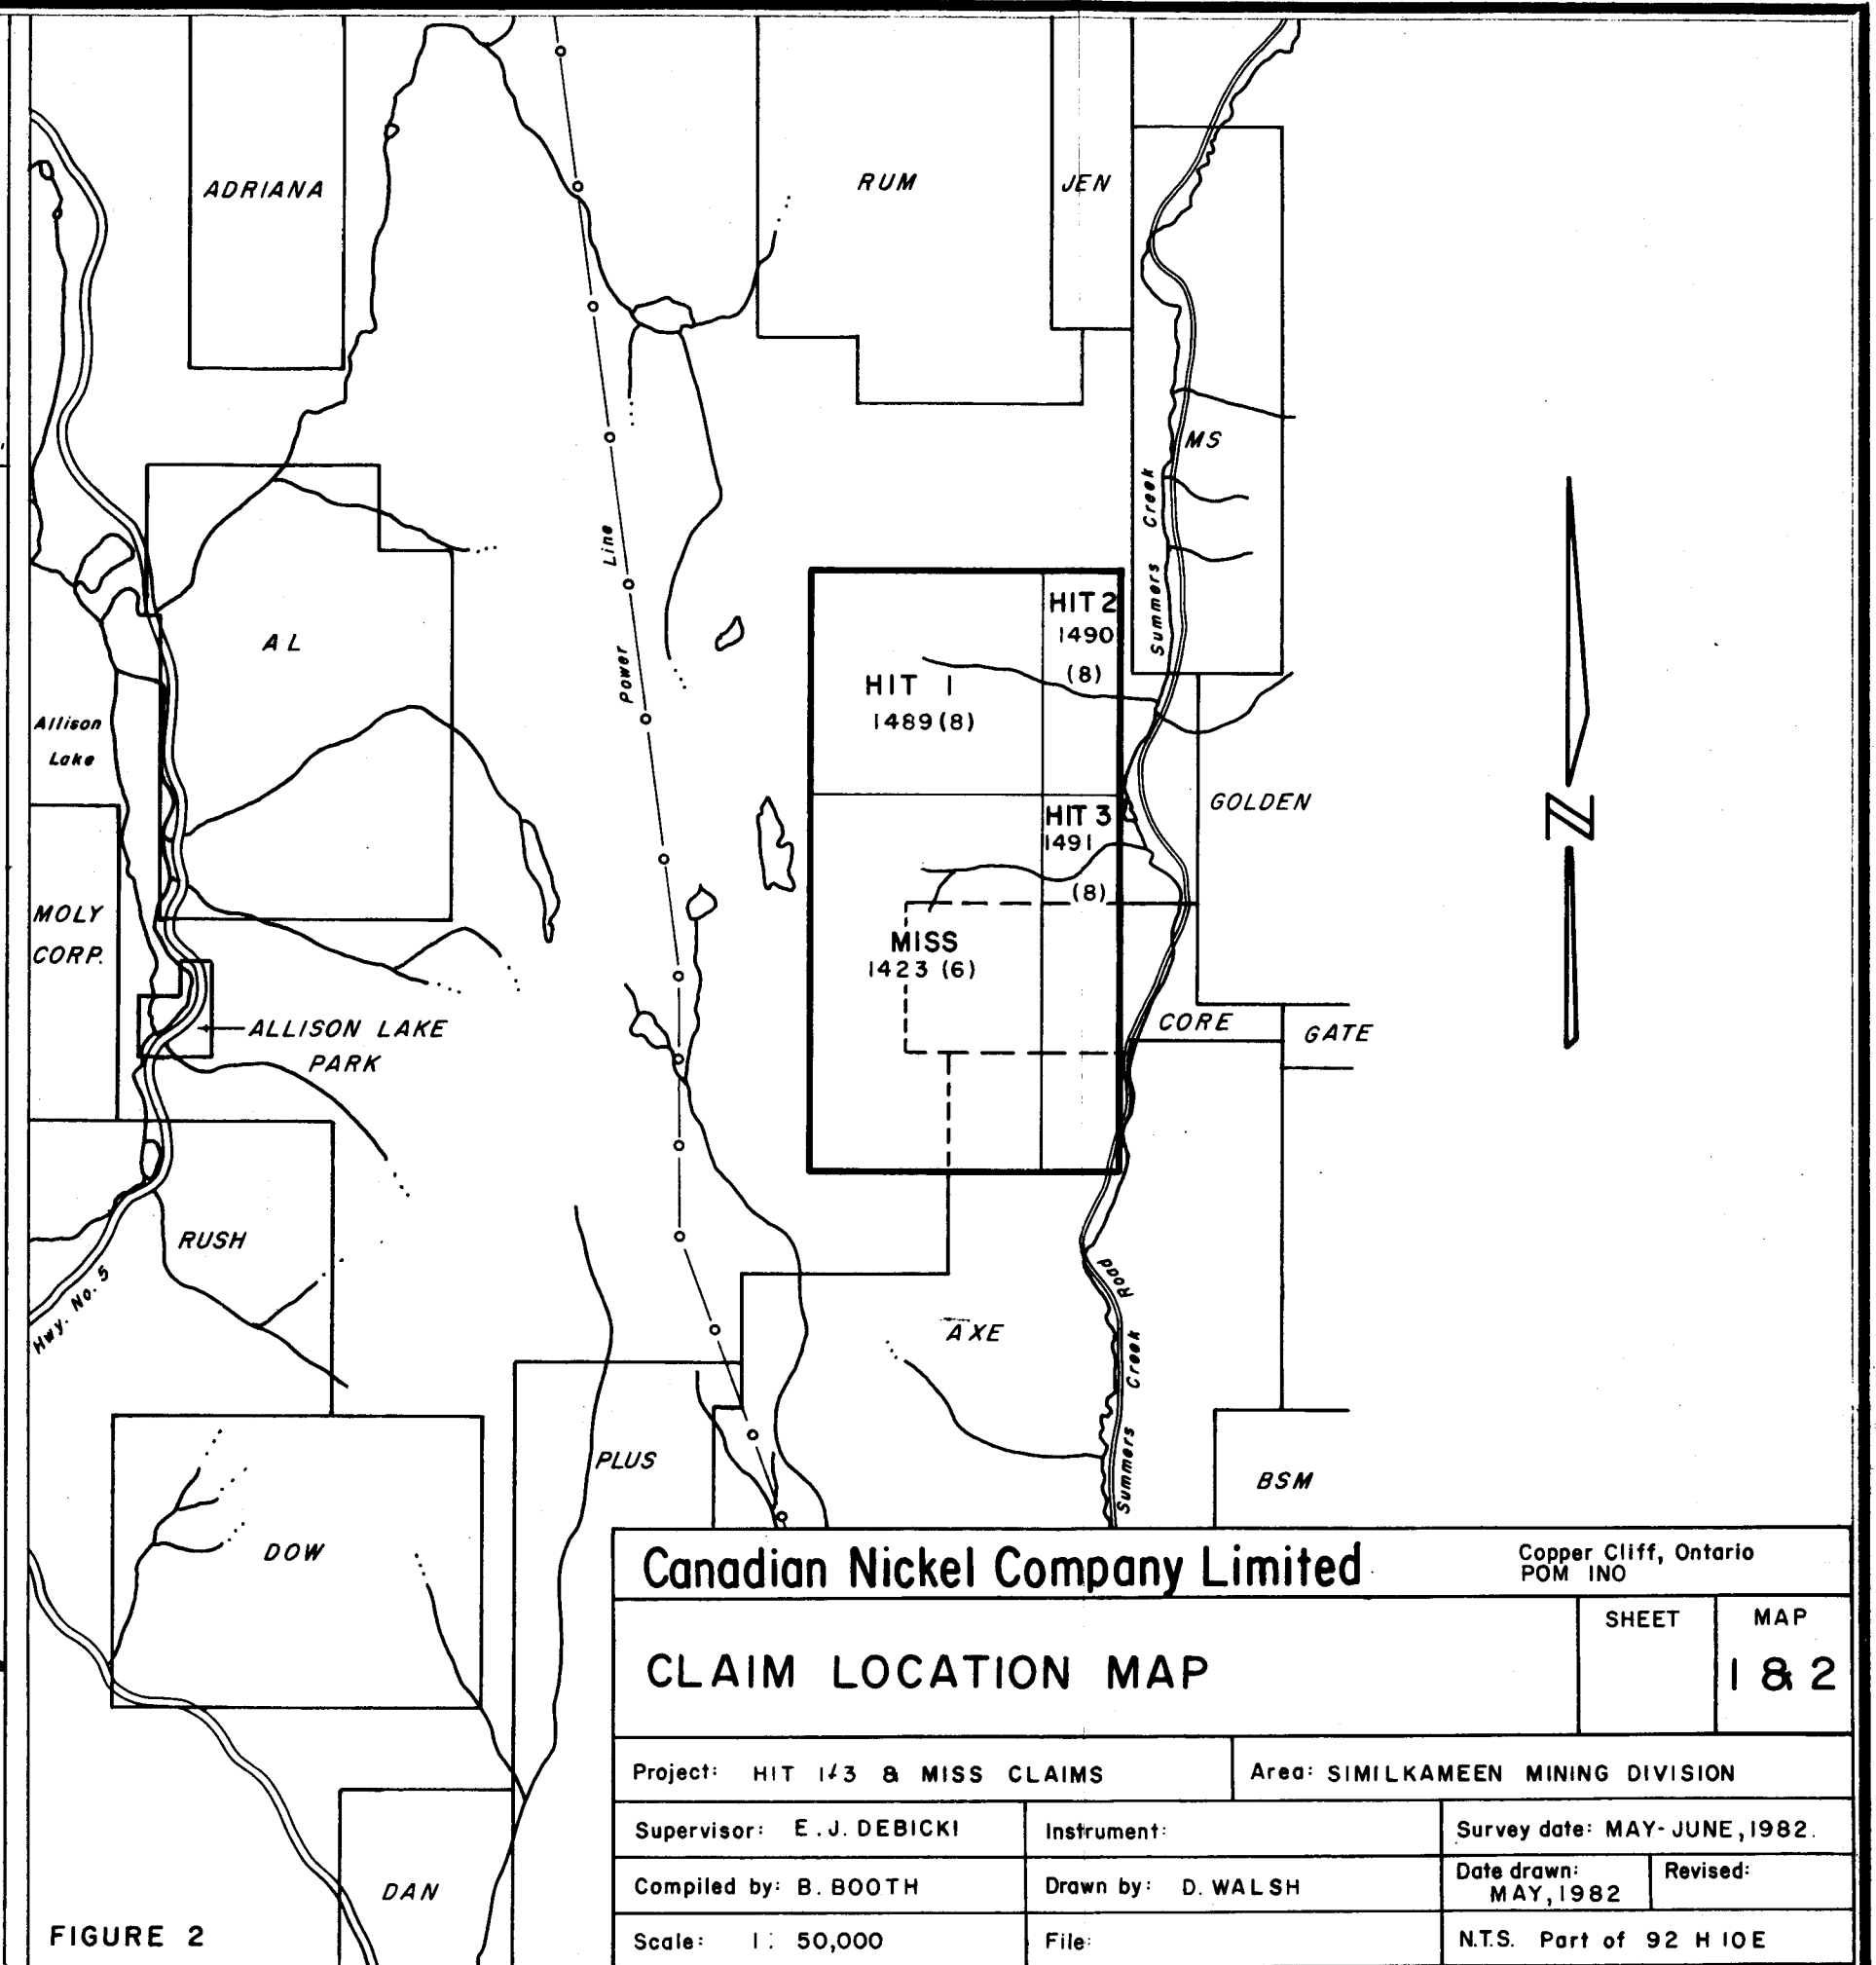 ADRIANA
RUM
JEN
MS
Summers Creek
Power Line
AL
HIT 2
1490
(8)
HIT 1
1489 (8)
Allison
Lake
HIT 3
1491
(8)
GOLDEN
N
MOLY
CORP.
MISS
1423 (6)
ALLISON LAKE
PARK
CORE
GATE
RUSH
Hwy. No. 5
AXE
Summers Creek Road
PLUS
BSM
DOW
DAN
FIGURE 2
Canadian Nickel Company Limited
Copper Cliff, Ontario
POM INO
CLAIM LOCATION MAP
SHEET
MAP
1 & 2
Project: HIT 1-3 & MISS CLAIMS
Area: SIMILKAMEEN MINING DIVISION
Supervisor: E.J. DEBICKI
Instrument:
Survey date: MAY-JUNE, 1982.
Compiled by: B. BOOTH
Drawn by: D. WALSH
Date drawn:
MAY, 1982
Revised:
Scale: 1: 50,000
File:
N.T.S. Part of 92 H 10 E